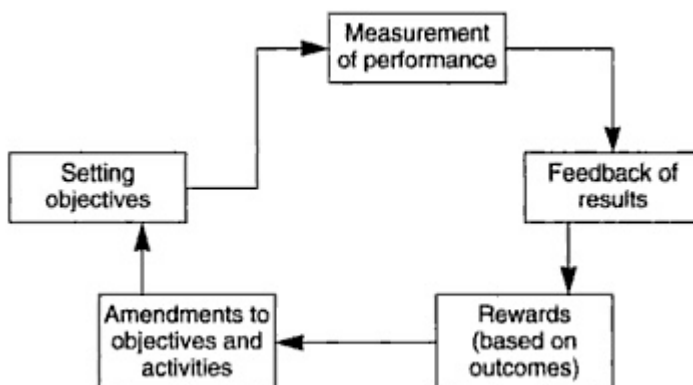 Measurement
of performance
Setting
objectives
Feedback of
results
Amendments to
objectives and
activities
Rewards
(based on
outcomes)